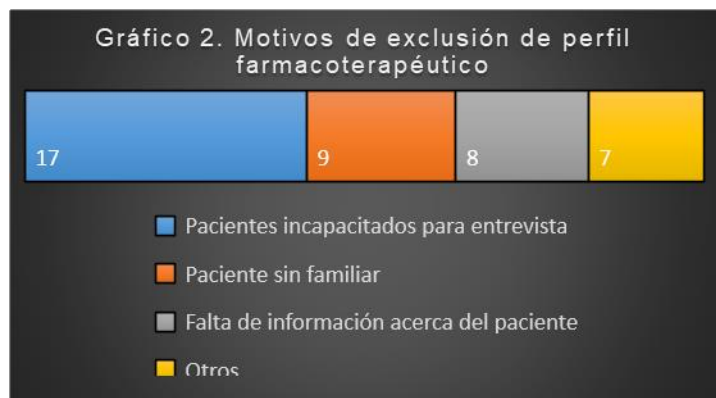 Gráfico 2. Motivos de exclusión de perfil
farmacoterapéutico
17 9 8 7
Pacientes incapacitados para entrevista
Paciente sin familiar
Falta de información acerca del paciente
Otros